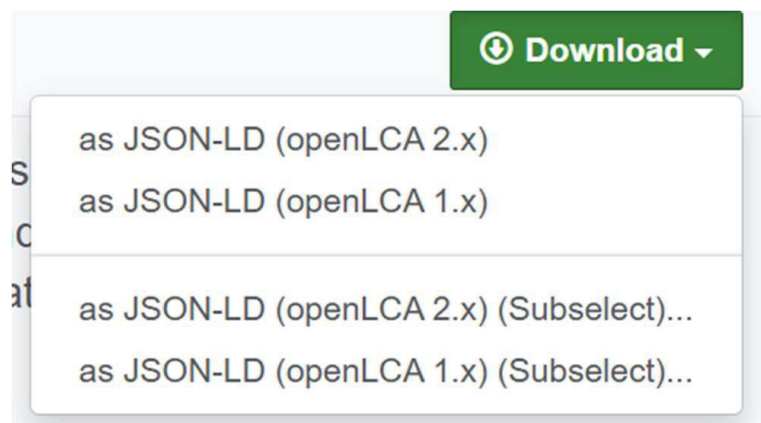 Download
as JSON-LD (openLCA 2.x)
as JSON-LD (openLCA 1.x)
as JSON-LD (openLCA 2.x) (Subselect)...
as JSON-LD (openLCA 1.x) (Subselect)...